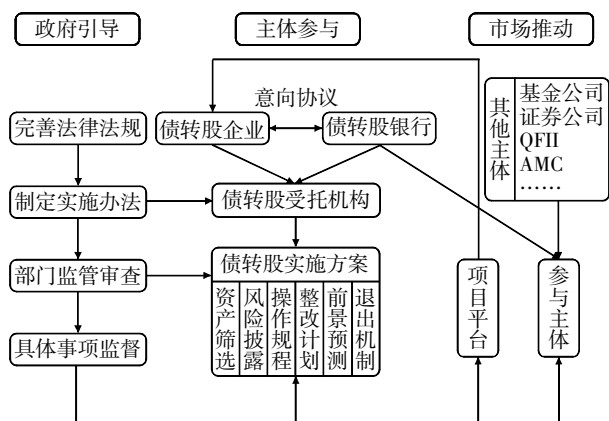 政府引导
主体参与
市场推动
意向协议
完善法律法规
债转股企业
债转股银行
其他主体
基金公司
证券公司
QFII
AMC
……
制定实施办法
债转股受托机构
部门监管审查
债转股实施方案
资产筛选
风险披露
操作规程
整改计划
前景预测
退出机制
项目平台
参与主体
具体事项监督